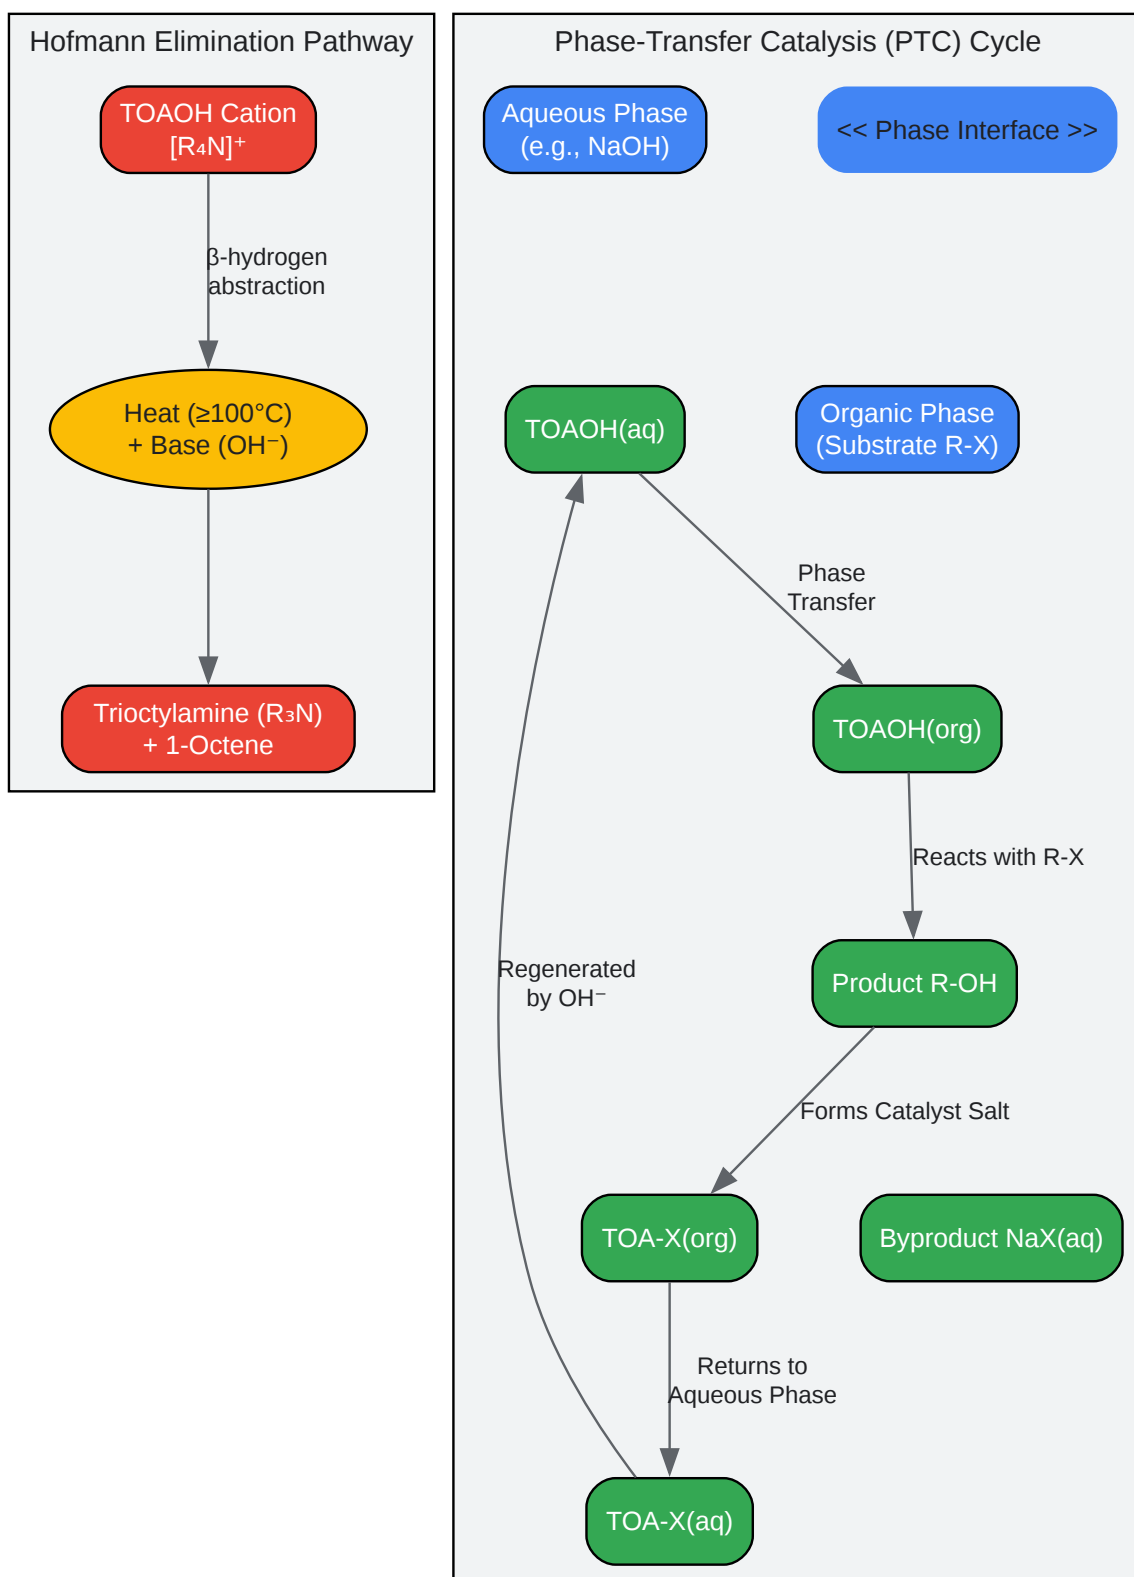 Hofmann Elimination Pathway
TOAOH Cation
[R₄N]⁺
β-hydrogen
abstraction
Heat (≥100°C)
+ Base (OH⁻)
Trioctylamine (R₃N)
+ 1-Octene
Phase-Transfer Catalysis (PTC) Cycle
Aqueous Phase
(e.g., NaOH)
<< Phase Interface >>
TOAOH(aq)
Organic Phase
(Substrate R-X)
Phase
Transfer
TOAOH(org)
Reacts with R-X
Regenerated
by OH⁻
Product R-OH
Forms Catalyst Salt
TOA-X(org)
Byproduct NaX(aq)
Returns to
Aqueous Phase
TOA-X(aq)